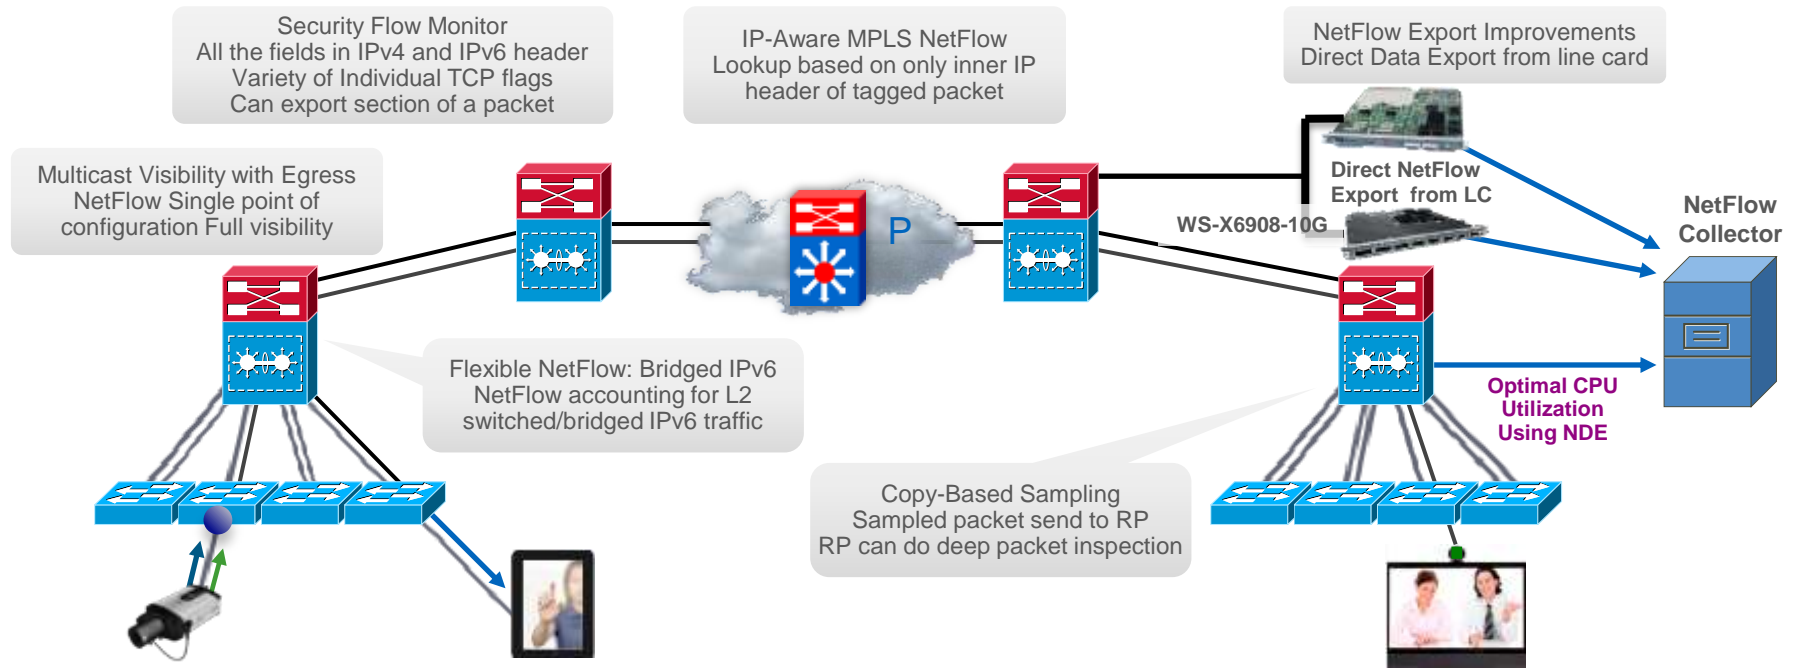 Security Flow Monitor
All the fields in IPv4 and IPv6 header
Variety of Individual TCP flags
Can export section of a packet
IP-Aware MPLS NetFlow
Lookup based on only inner IP
header of tagged packet
NetFlow Export Improvements
Direct Data Export from line card
Multicast Visibility with Egress
NetFlow Single point of
configuration Full visibility
Direct NetFlow
Export from LC
WS-X6908-10G
P
NetFlow
Collector
Flexible NetFlow: Bridged IPv6
NetFlow accounting for L2
switched/bridged IPv6 traffic
Optimal CPU
Utilization
Using NDE
Copy-Based Sampling
Sampled packet send to RP
RP can do deep packet inspection